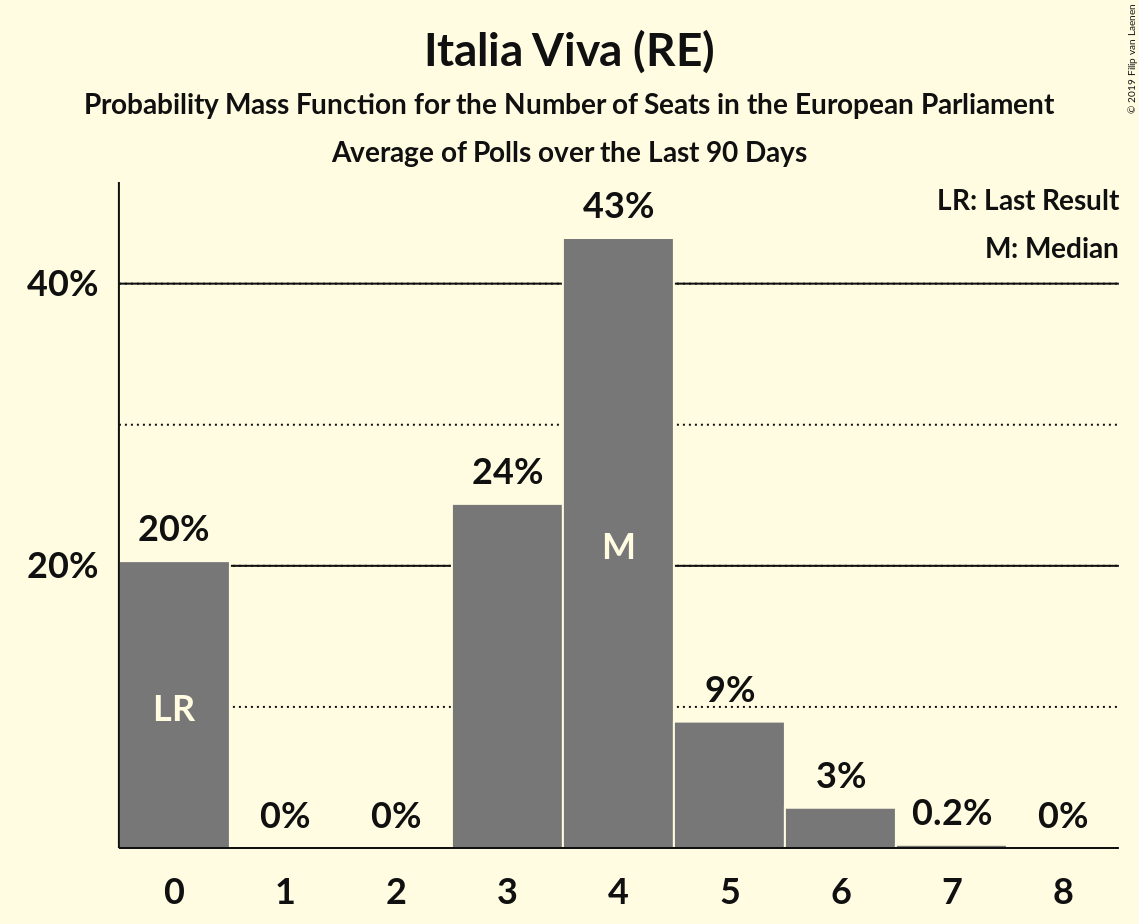 Italia Viva (RE)
Probability Mass Function for the Number of Seats in the European Parliament
Average of Polls over the Last 90 Days
© 2019 Filip van Laenen
LR: Last Result
M: Median
43%
40%
24%
20%
20%
M
LR
9%
3%
0%
0%
0.2%
0%
0 1 2 3 4 5 6 7 8